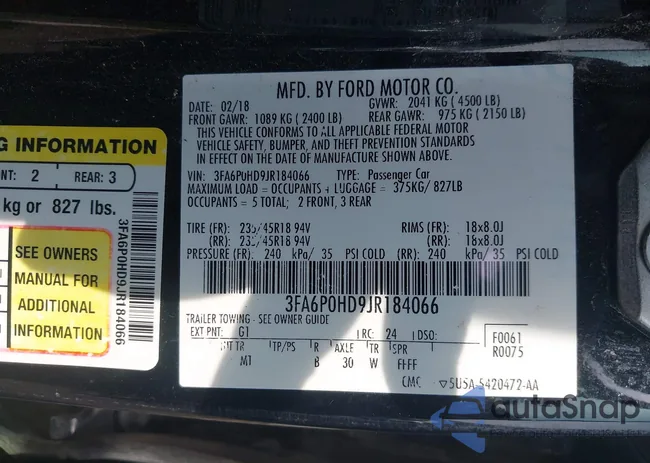 MFD. BY FORD MOTOR CO.
DATE: 02/18 GVWR: 2041 KG ( 4500 LB)
FRONT GAWR: 1089 KG ( 2400 LB) REAR GAWR: 975 KG ( 2150 LB)
THIS VEHICLE CONFORMS TO ALL APPLICABLE FEDERAL MOTOR
VEHICLE SAFETY, BUMPER, AND THEFT PREVENTION STANDARDS
IN EFFECT ON THE DATE OF MANUFACTURE SHOWN ABOVE.
VIN: 3FA6P0HD9JR184066 TYPE: Passenger Car
MAXIMUM LOAD = OCCUPANTS + LUGGAGE = 375KG/ 827LB
OCCUPANTS = 5 TOTAL; 2 FRONT, 3 REAR
TIRE (FR): 235/45R18 94V RIMS (FR): 18x8.0J
(RR): 235/45R18 94V (RR): 18x8.0J
PRESSURE (FR): 240 kPa/ 35 PSI COLD (RR): 240 kPa/ 35 PSI COLD
3FA6P0HD9JR184066
TRAILER TOWING - SEE OWNER GUIDE
EXT PNT: G1 RC: 24 DSO: F0061
R0075
INT TR TP/PS R AXLE TR SPR
M1 B 30 W FFFF
CMC ▽5U5A-5420472-AA
INFORMATION
NT: 2 REAR: 3
kg or 827 lbs.
SEE OWNERS
MANUAL FOR
ADDITIONAL
INFORMATION
3FA6P0HD9JR184066
autoSnap